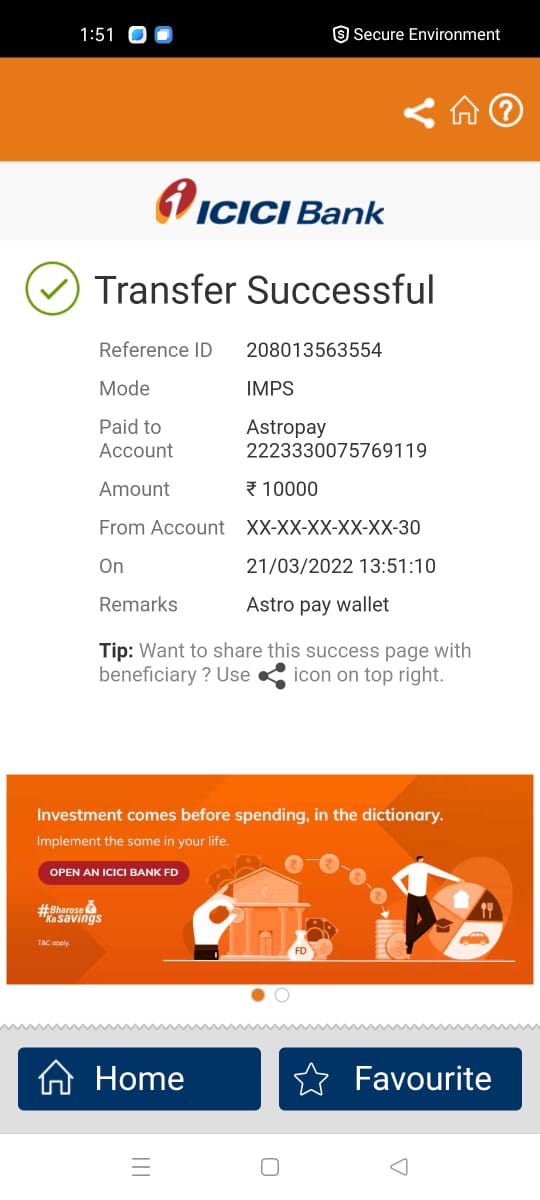 1:51 Secure Environment
ICICI Bank
Transfer Successful
Reference ID 208013563554
Mode IMPS
Paid to Astropay
Account 2223330075769119
Amount ₹ 10000
From Account XX-XX-XX-XX-XX-30
On 21/03/2022 13:51:10
Remarks Astro pay wallet
Tip: Want to share this success page with
beneficiary ? Use icon on top right.
Investment comes before spending, in the dictionary.
Implement the same in your life.
OPEN AN ICICI BANK FD
#Bharose
Ka savings
T&C apply.
FD
Home Favourite